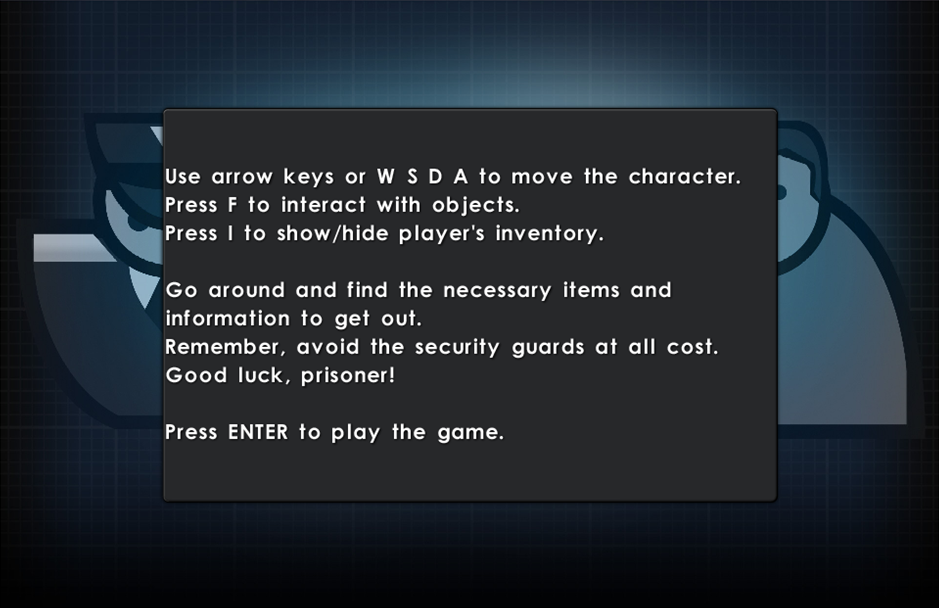 Use arrow keys or W S D A to move the character.
Press F to interact with objects.
Press I to show/hide player's inventory.
Go around and find the necessary items and
information to get out.
Remember, avoid the security guards at all cost.
Good luck, prisoner!
Press ENTER to play the game.